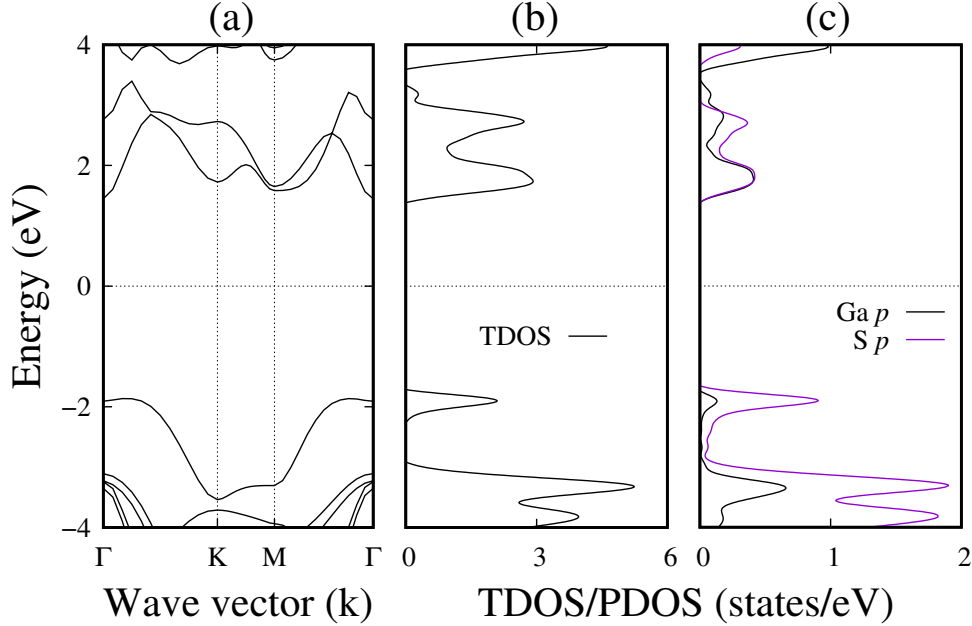 (a) (b) (c)
4
2
0
−2
−4
Energy (eV)
TDOS
Ga p
S p
Γ K M Γ 0 3 6 0 1 2
Wave vector (k) TDOS/PDOS (states/eV)